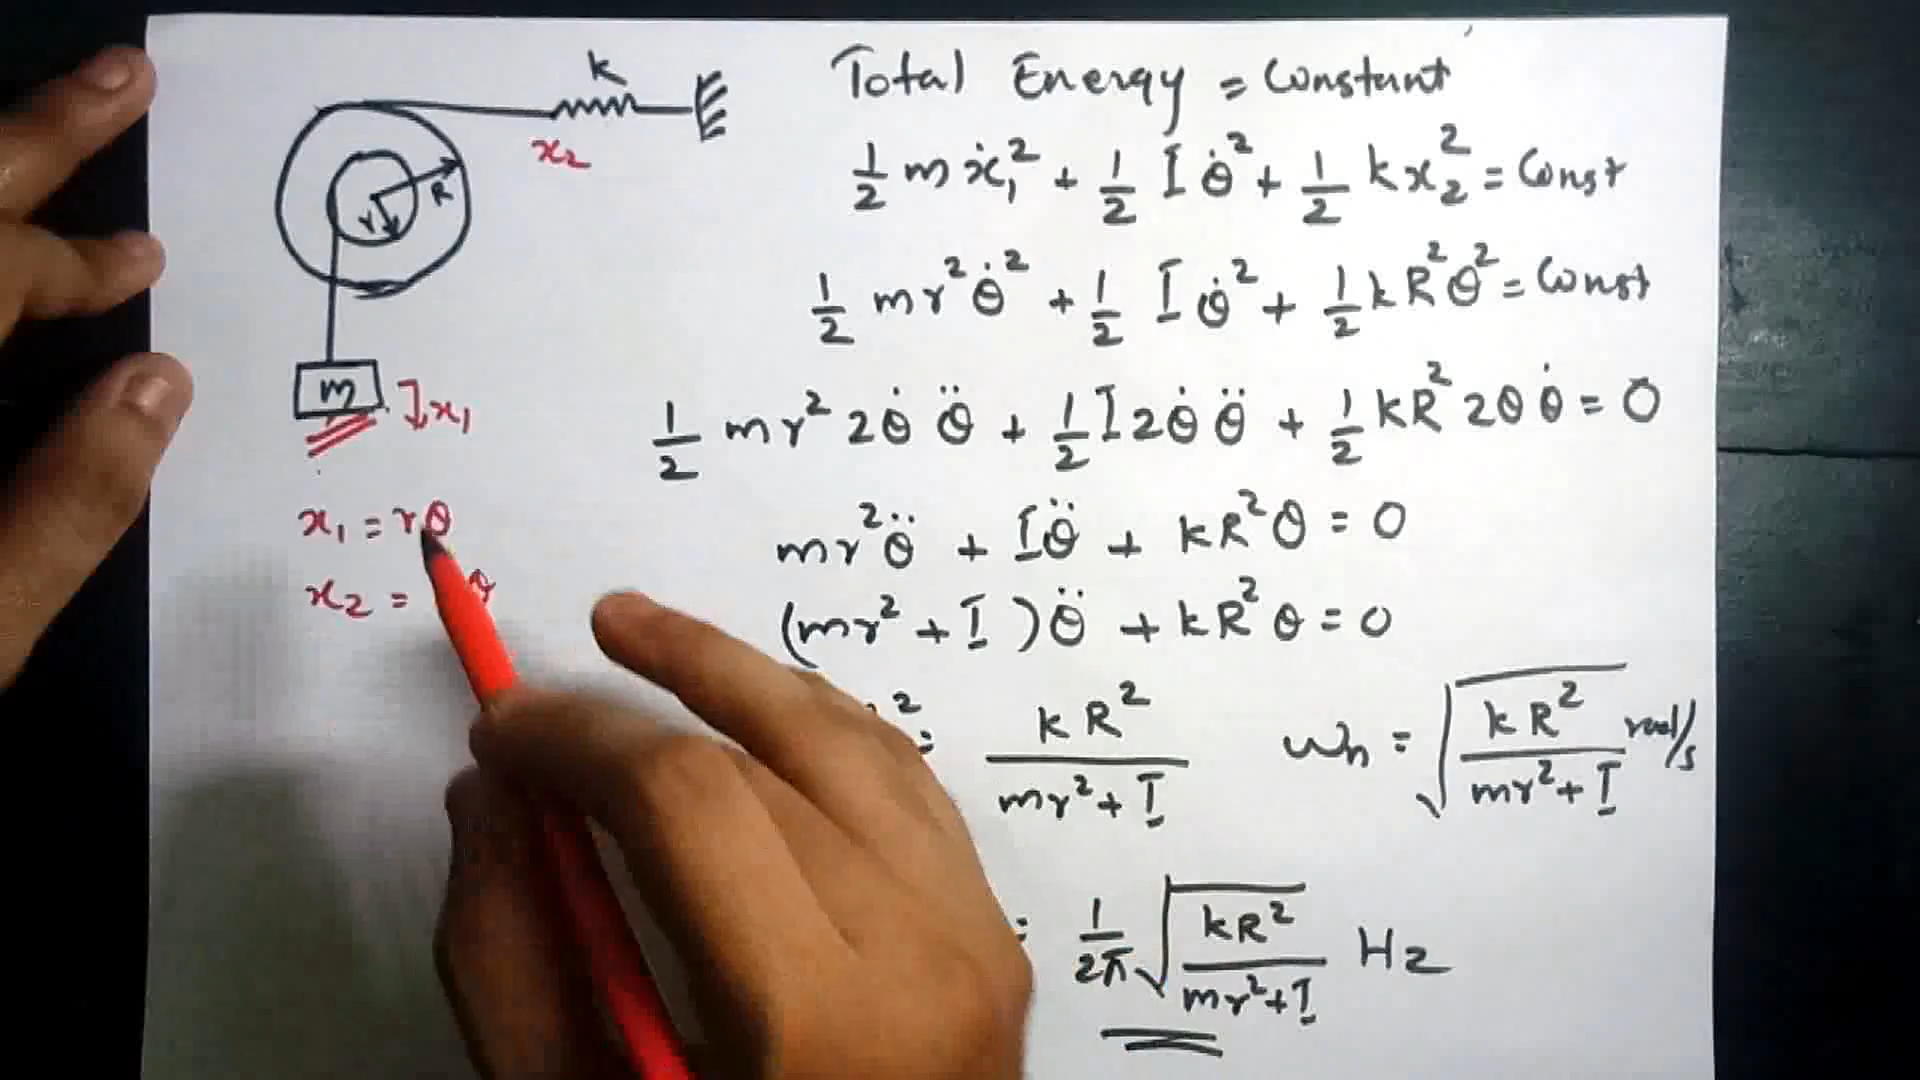 k
x₂
R
r
m
x₁
x₁ = rθ
x₂ = θ
Total Energy = Constant
1/2 m ẋ₁² + 1/2 I θ̇² + 1/2 k x₂² = Const
1/2 m r² θ̇² + 1/2 I θ̇² + 1/2 k R² θ² = Const
1/2 m r² 2θ̇ θ̈ + 1/2 I 2θ̇ θ̈ + 1/2 k R² 2θ θ̇ = 0
m r² θ̈ + I θ̈ + k R² θ = 0
(m r² + I) θ̈ + k R² θ = 0
² = k R² / (m r² + I)
ωn = √(k R² / (m r² + I)) rad/s
= 1/2π √(k R² / (m r² + I)) Hz